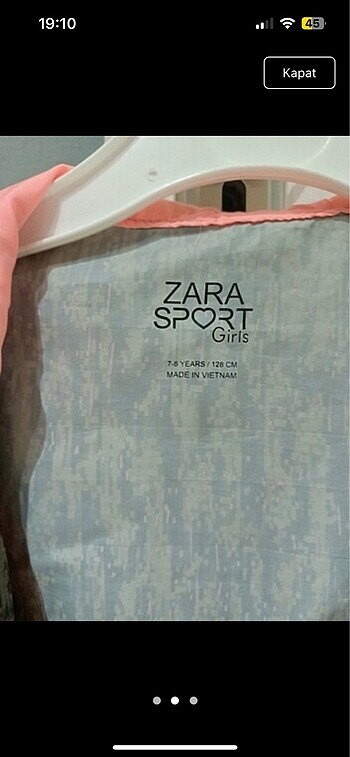 19:10
45
Kapat
ZARA
SPORT
Girls
7-8 YEARS / 128 CM
MADE IN VIETNAM